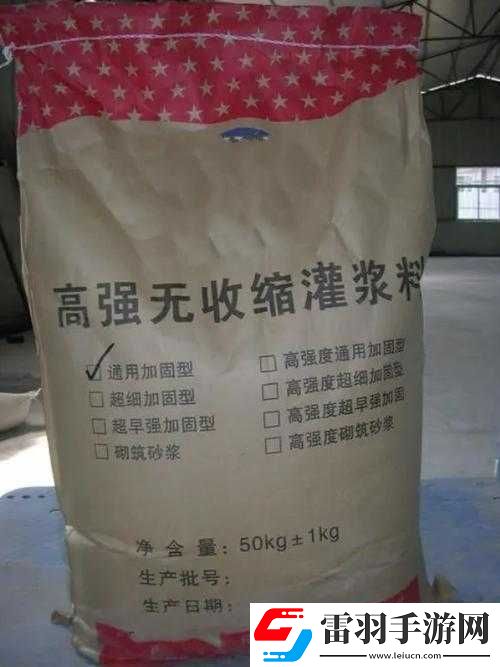 高强无收缩灌浆料
通用加固型
超细加固型
超早强加固型
砌筑砂浆
高强度通用加固型
高强度超细加固型
高强度超早强加固
高强度砌筑砂浆
净含量：50kg±1kg
生产批号：
生产日期：
雷羽手游网
www.leiucn.com